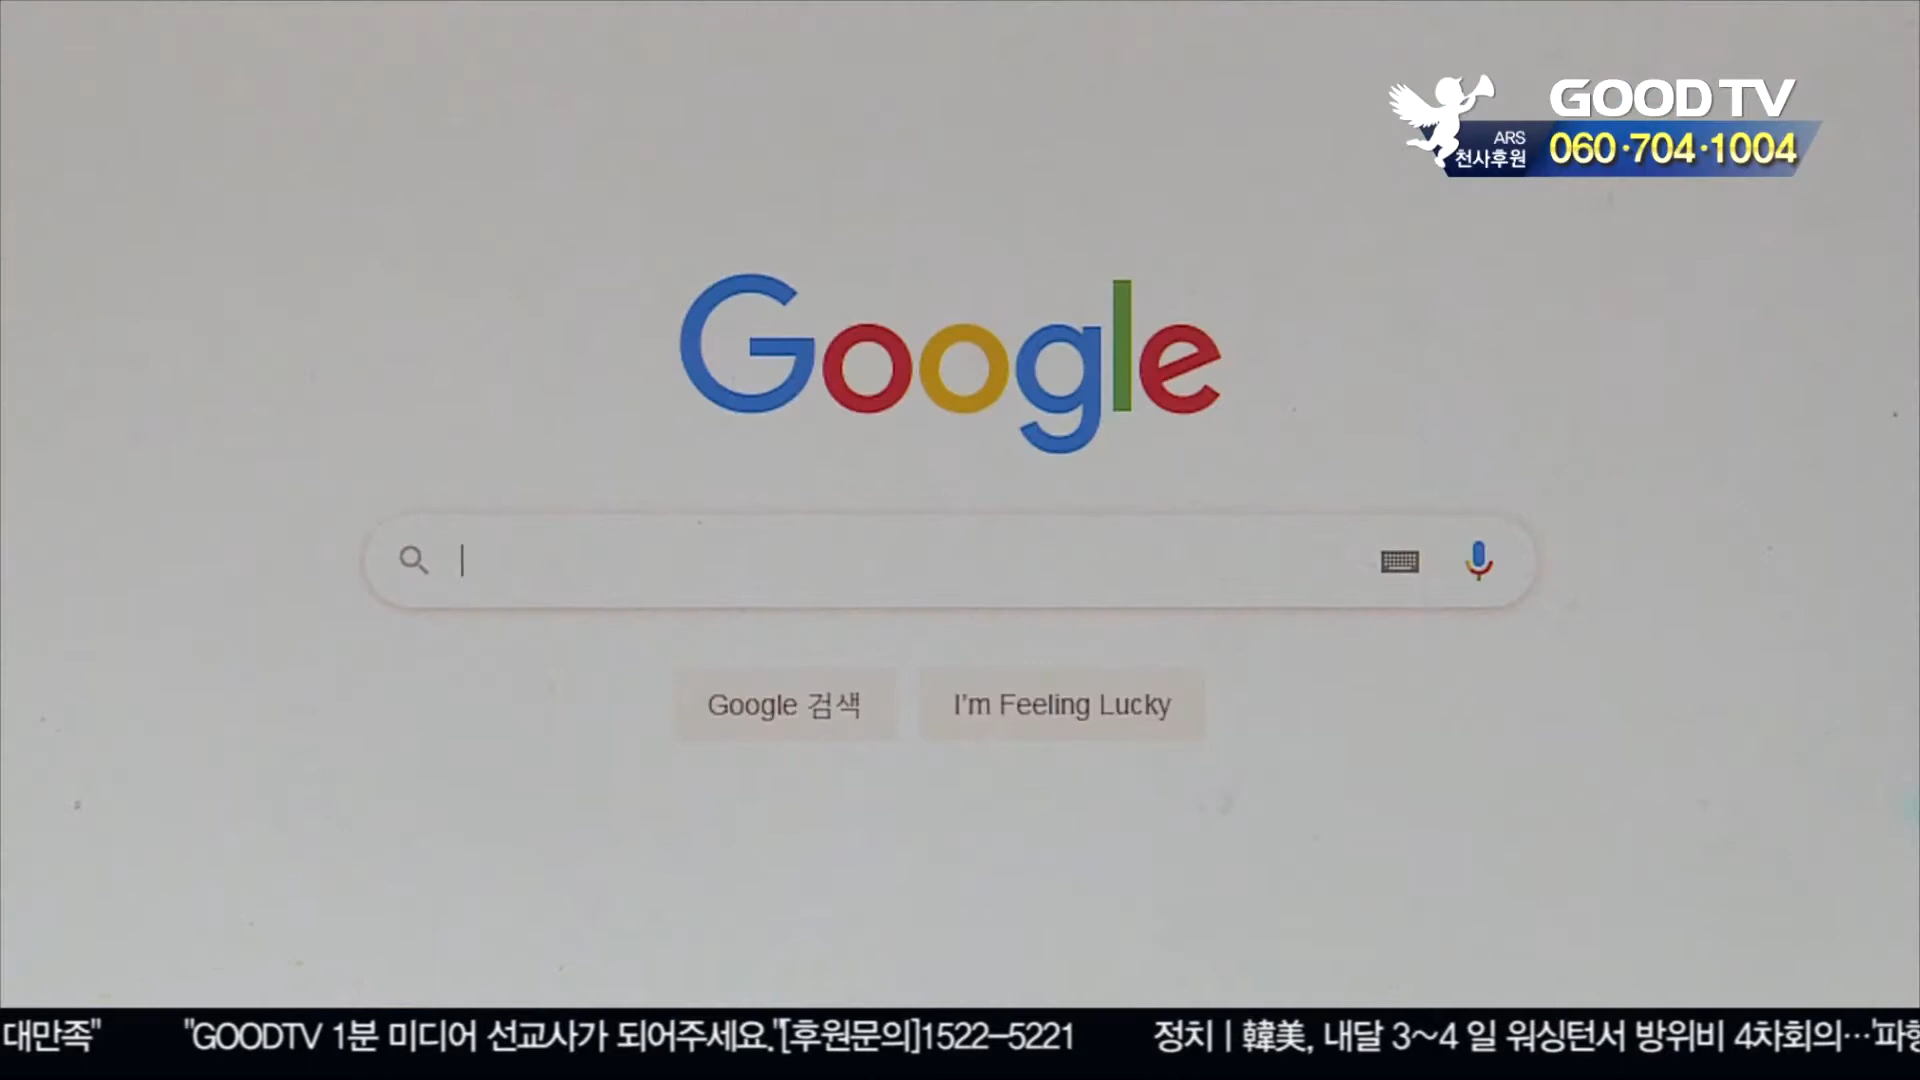 GOODTV
ARS
천사후원 060·704·1004
Google
Google 검색 I'm Feeling Lucky
대만족" "GOODTV 1분 미디어 선교사가 되어주세요."[후원문의]1522-5221 정치 | 韓美, 내달 3~4 일 워싱턴서 방위비 4차회의…'파행